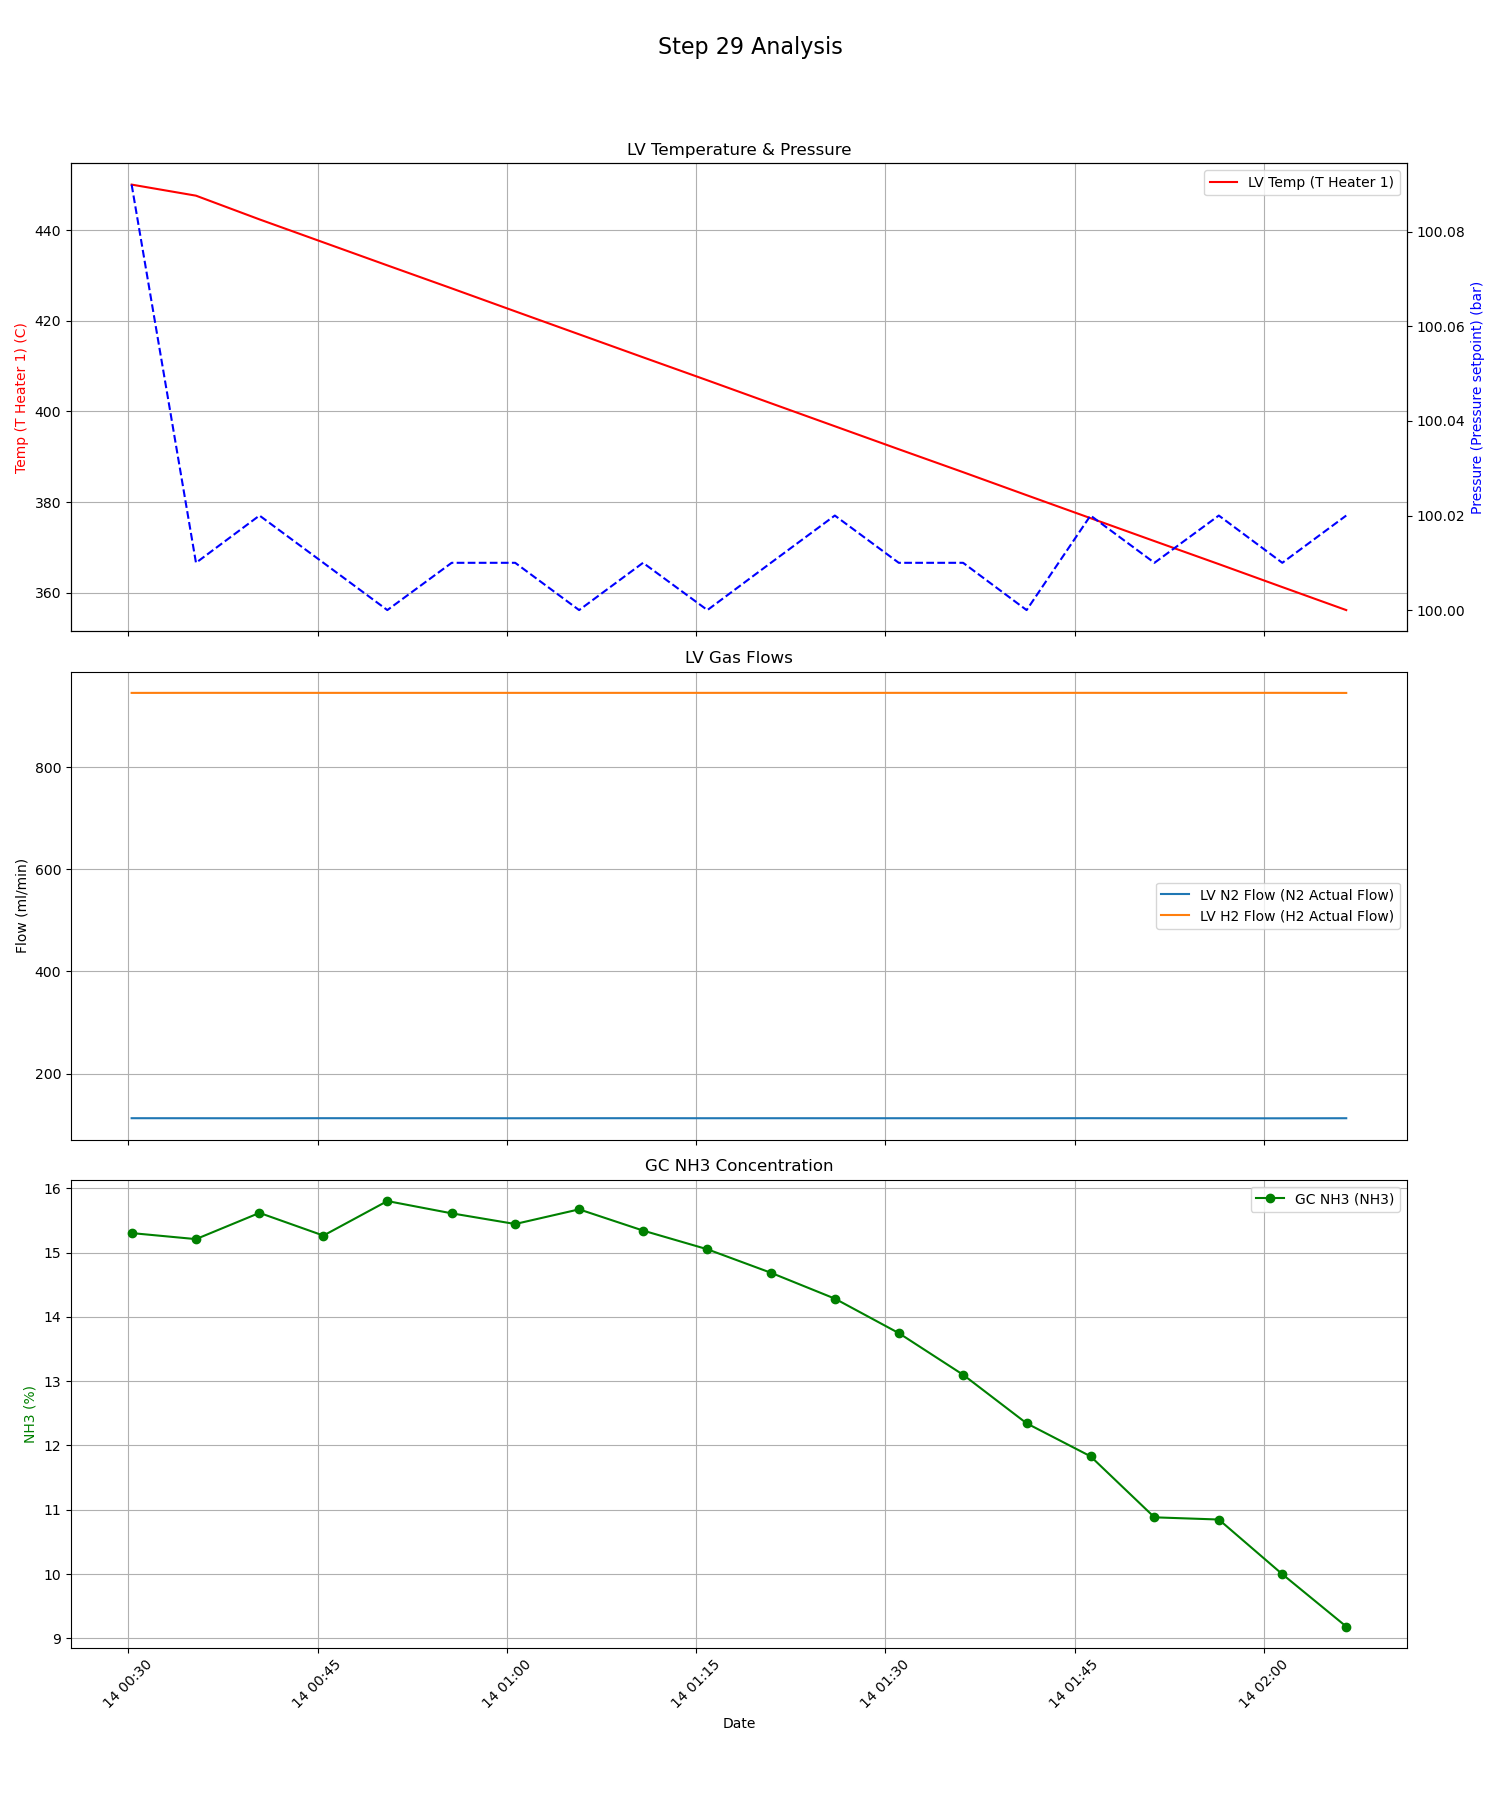 Step 29 Analysis
LV Temperature & Pressure
LV Temp (T Heater 1)
Temp (T Heater 1) (C)
440
420
400
380
360
Pressure (Pressure setpoint) (bar)
100.08
100.06
100.04
100.02
100.00
LV Gas Flows
Flow (ml/min)
800
600
400
200
LV N2 Flow (N2 Actual Flow)
LV H2 Flow (H2 Actual Flow)
GC NH3 Concentration
GC NH3 (NH3)
NH3 (%)
16
15
14
13
12
11
10
9
14 00:30
14 00:45
14 01:00
14 01:15
14 01:30
14 01:45
14 02:00
Date